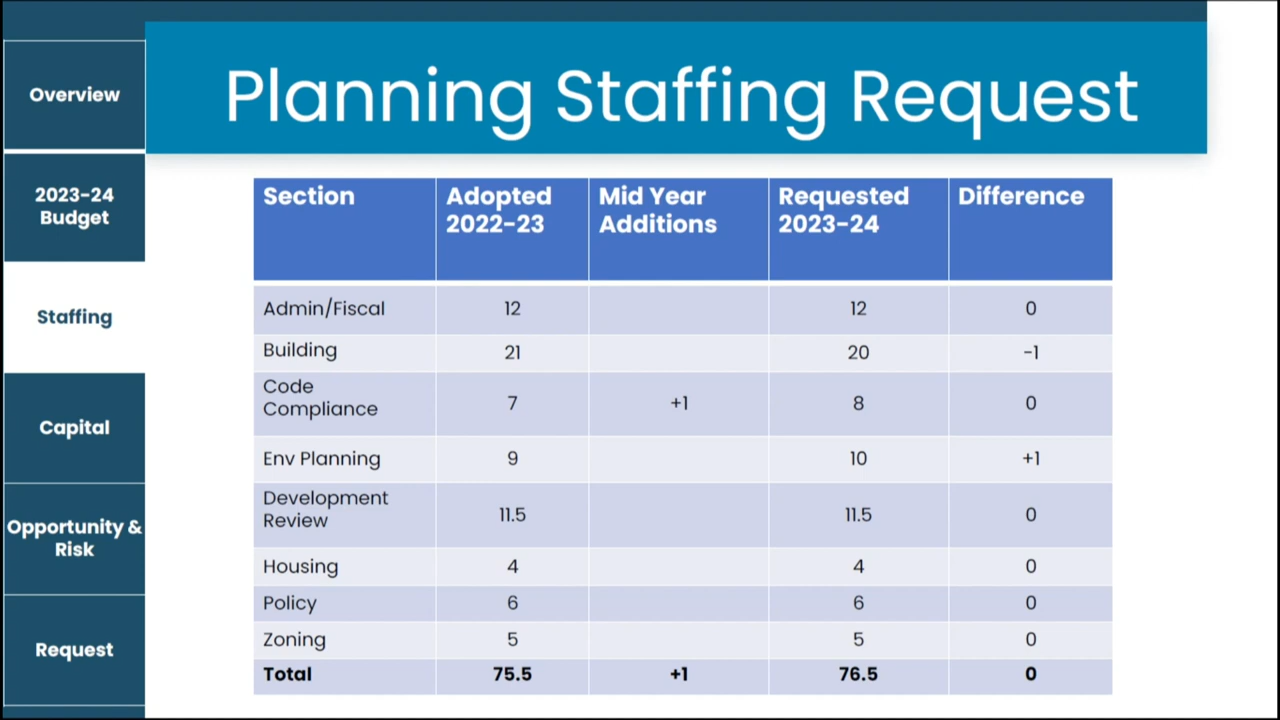 Planning Staffing Request
Overview
2023-24
Budget
Staffing
Capital
Opportunity &
Risk
Request
Section Adopted 2022-23 Mid Year Additions Requested 2023-24 Difference
Admin/Fiscal 12 12 0
Building 21 20 -1
Code Compliance 7 +1 8 0
Env Planning 9 10 +1
Development Review 11.5 11.5 0
Housing 4 4 0
Policy 6 6 0
Zoning 5 5 0
Total 75.5 +1 76.5 0